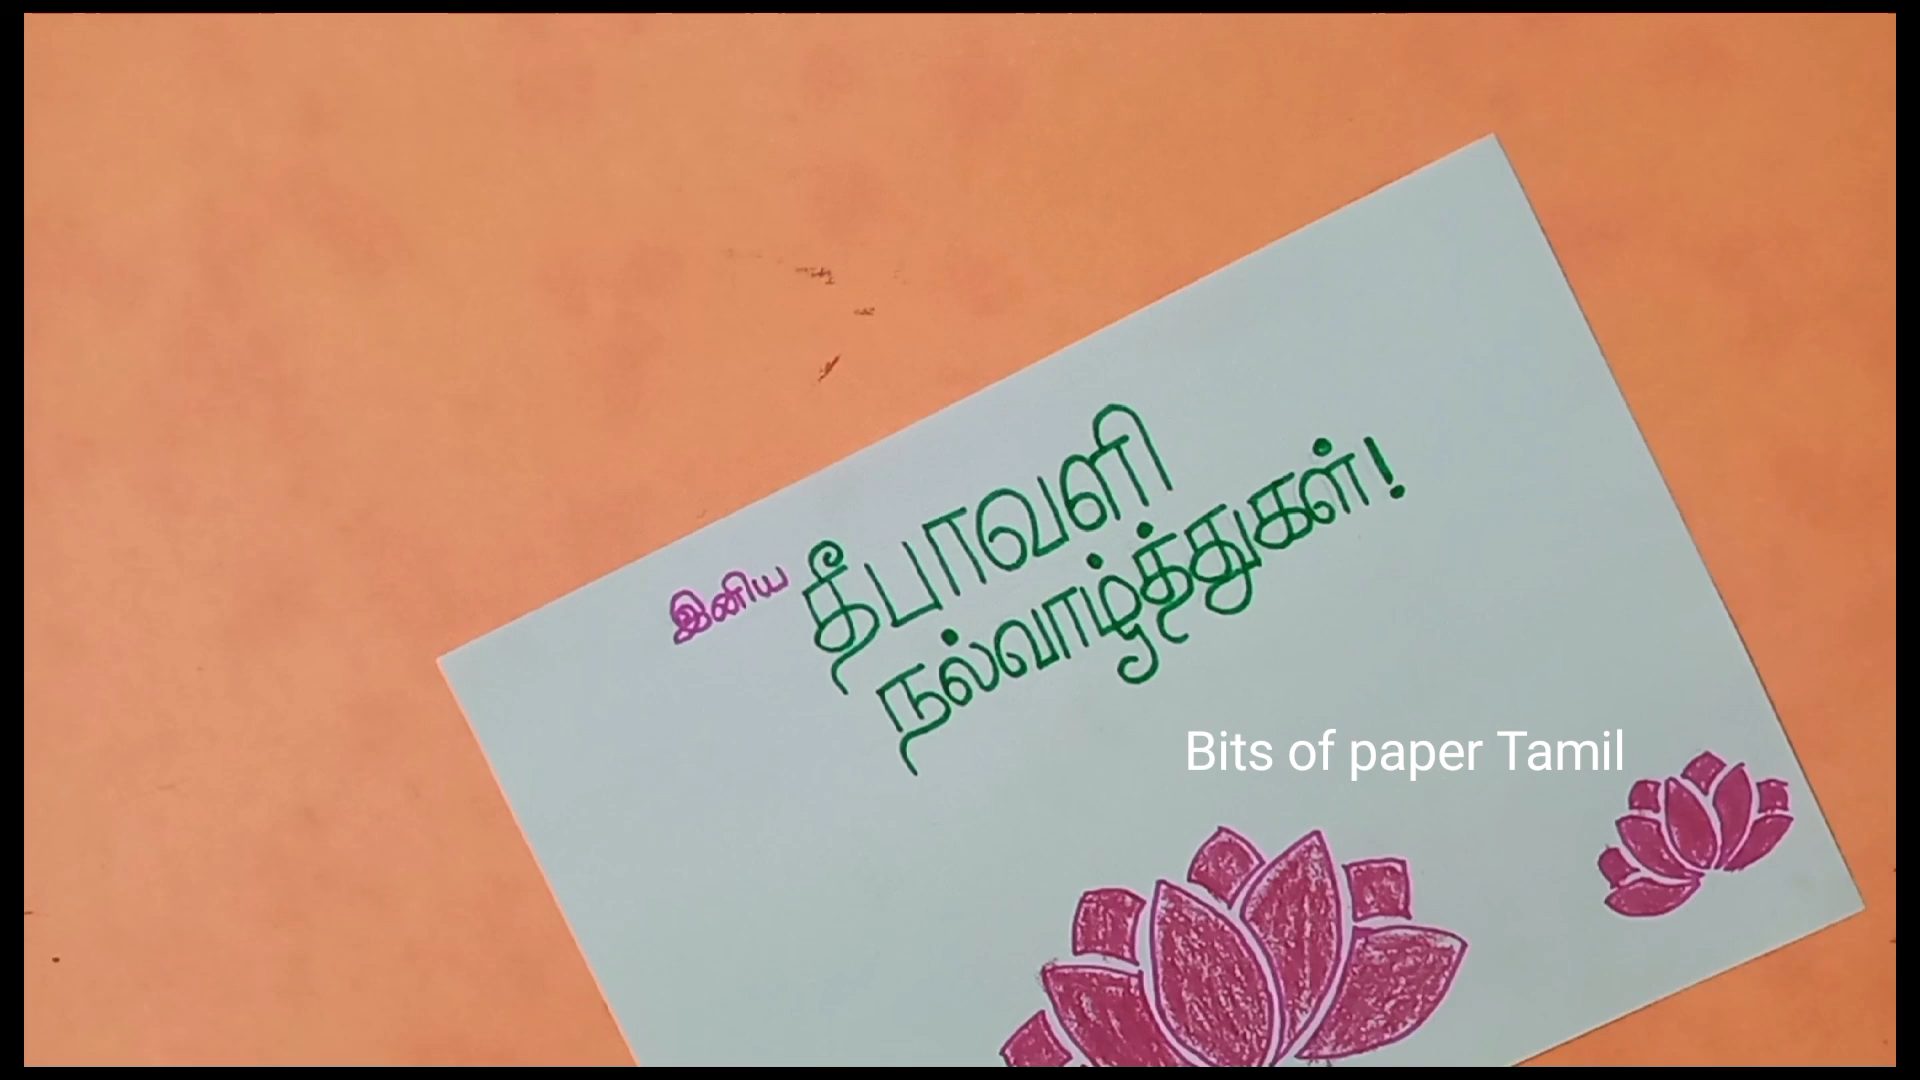 இனிய தீபாவளி
நல்வாழ்த்துகள்!
Bits of paper Tamil